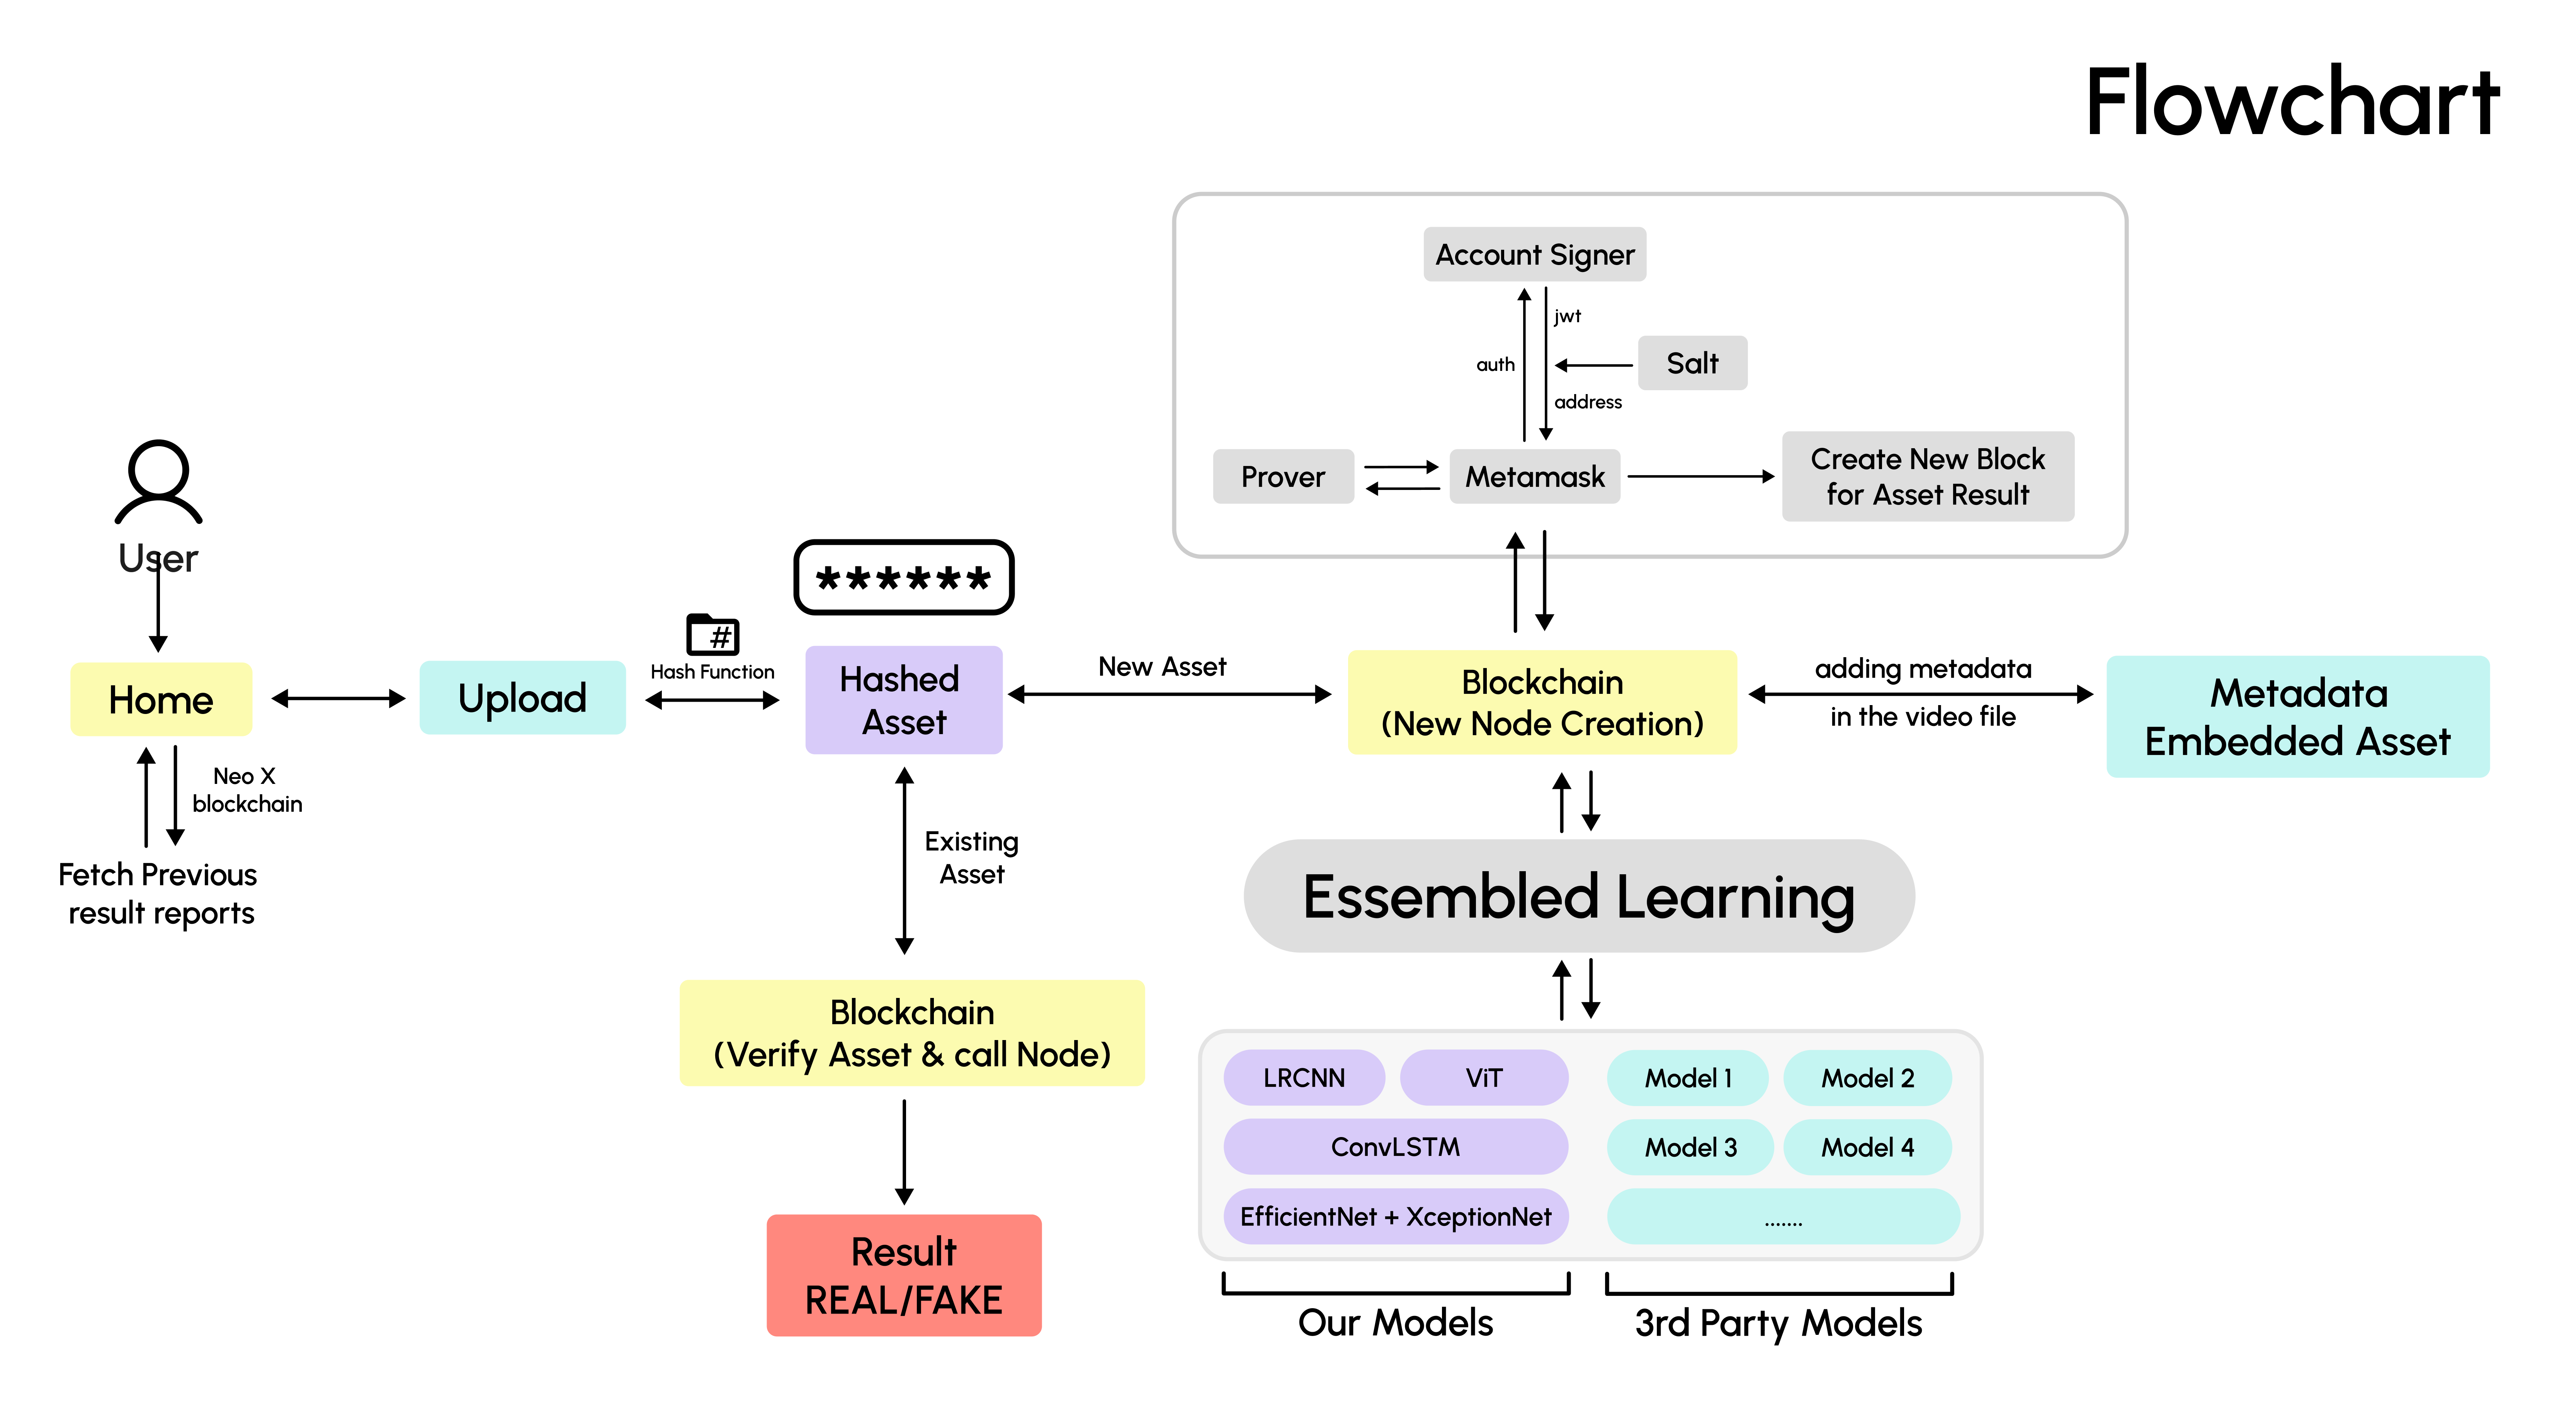 Flowchart
Account Signer
jwt
auth
Salt
address
Prover
Metamask
Create New Block
for Asset Result
User
******
#
Hash Function
Home
Upload
Hashed
Asset
New Asset
Blockchain
(New Node Creation)
adding metadata
in the video file
Metadata
Embedded Asset
Neo X
blockchain
Fetch Previous
result reports
Existing
Asset
Essembled Learning
Blockchain
(Verify Asset & call Node)
LRCNN
ViT
Model 1
Model 2
ConvLSTM
Model 3
Model 4
EfficientNet + XceptionNet
.......
Result
REAL/FAKE
Our Models
3rd Party Models